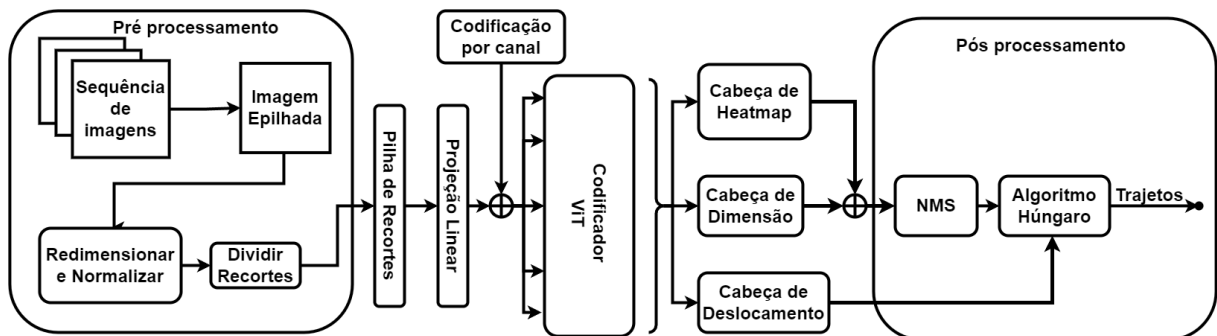 Pré processamento
Sequência
de
imagens
Imagem
Epilhada
Redimensionar
e Normalizar
Dividir
Recortes
Pilha de Recortes
Projeção Linear
Codificação
por canal
Codificador
ViT
Cabeça de
Heatmap
Cabeça de
Dimensão
Cabeça de
Deslocamento
Pós processamento
NMS
Algoritmo
Húngaro
Trajetos